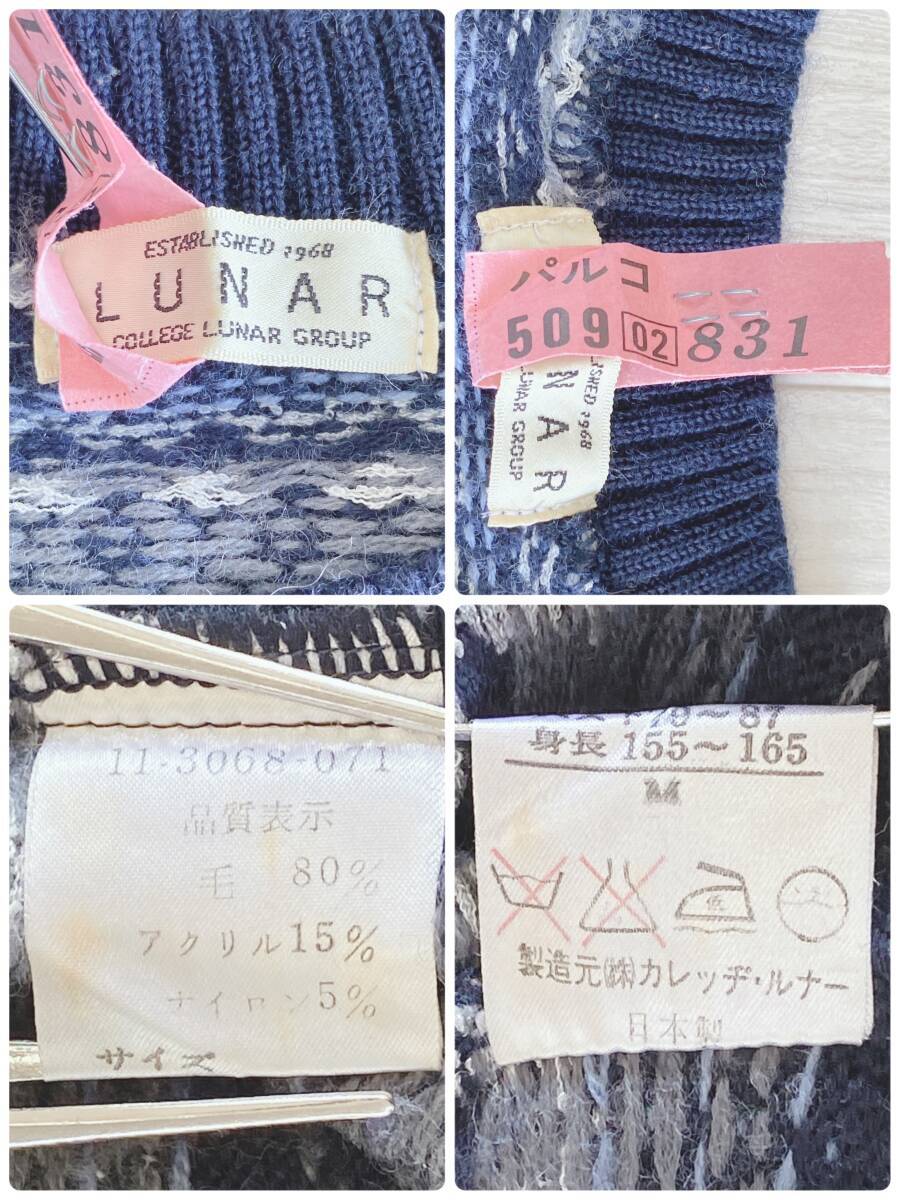 ESTABLISHED 1968
LUNAR
COLLEGE LUNAR GROUP
パルコ
509 02 831
LISHED 1968
NAR
LUNAR GROUP
11-3068-071
品質表示
毛 80%
アクリル15%
ナイロン5%
サイズ
79〜87
身長 155〜165
M
低
製造元(株)カレッヂ・ルナー
日本製